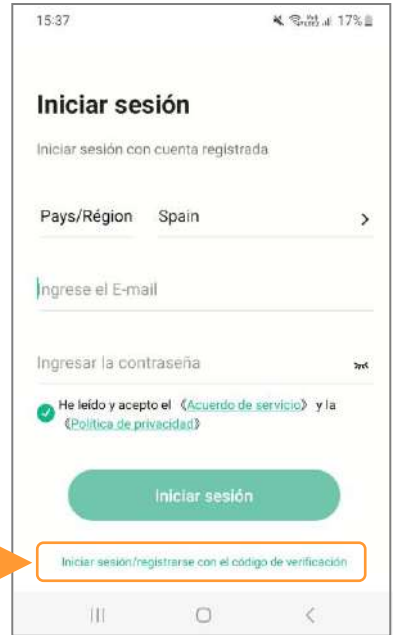 15:37 17%
Iniciar sesión
Iniciar sesión con cuenta registrada
Pays/Région Spain
Ingrese el E-mail
Ingresar la contraseña
He leído y acepto el 《Acuerdo de servicio》 y la
《Política de privacidad》
Iniciar sesión
Iniciar sesión/registrarse con el código de verificación